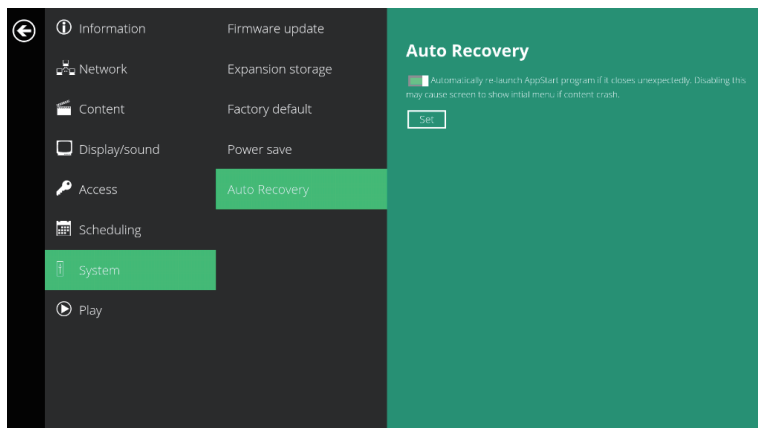 Information
Network
Content
Display/sound
Access
Scheduling
System
Play
Firmware update
Expansion storage
Factory default
Power save
Auto Recovery
Auto Recovery
Automatically re-launch AppStart program if it closes unexpectedly. Disabling this
may cause screen to show intial menu if content crash.
Set